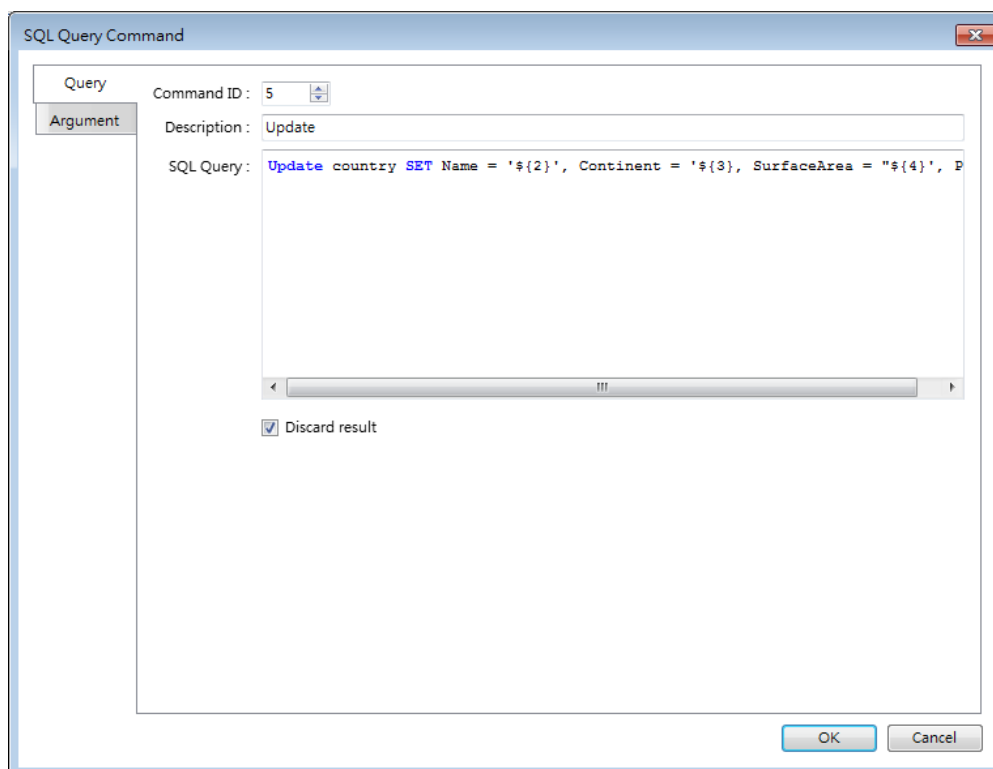 SQL Query Command
Query
Argument
Command ID : 5
Description : Update
SQL Query : Update country SET Name = '${2}', Continent = '${3}, SurfaceArea = "${4}', P
Discard result
OK Cancel